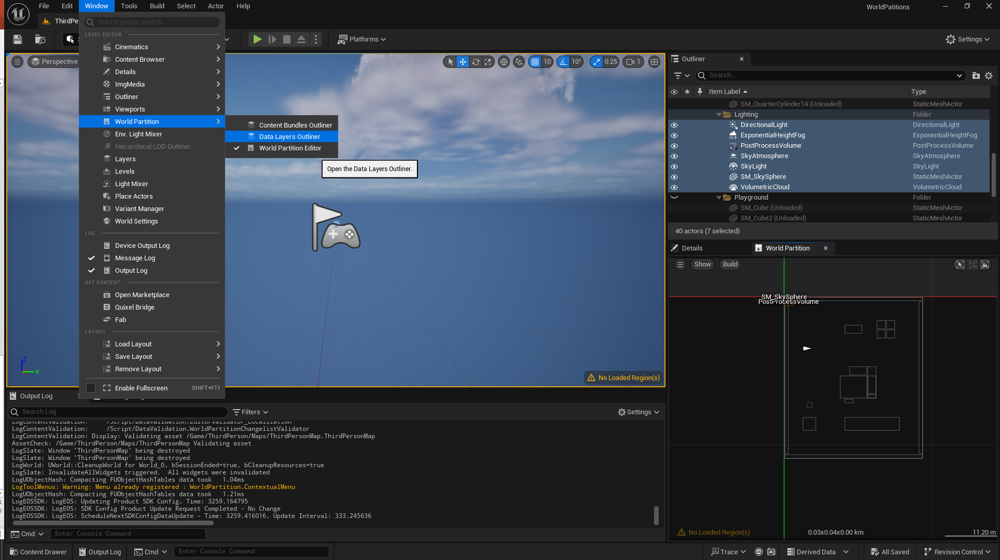 File Edit Window Tools Build Select Actor Help
WorldPatitions
ThirdPe
Platforms
Settings
Start typing to search
LEVEL EDITOR
Cinematics
Content Browser
Details
ImgMedia
Outliner
Viewports
World Partition
Env. Light Mixer
Hierarchical LOD Outliner
Layers
Levels
Light Mixer
Place Actors
Variant Manager
World Settings
LOG
Device Output Log
Message Log
Output Log
GET CONTENT
Open Marketplace
Quixel Bridge
Fab
LAYOUT
Load Layout
Save Layout
Remove Layout
Enable Fullscreen SHIFT+F11
Content Bundles Outliner
Data Layers Outliner
World Partition Editor
Open the Data Layers Outliner.
Perspective
10 10° 0.25 1
Z
Y
No Loaded Region(s)
Outliner
Search...
Item Label Type
SM_QuarterCylinder14 (Unloaded) StaticMeshActor
Lighting Folder
DirectionalLight DirectionalLight
ExponentialHeightFog ExponentialHeightFog
PostProcessVolume PostProcessVolume
SkyAtmosphere SkyAtmosphere
SkyLight SkyLight
SM_SkySphere StaticMeshActor
VolumetricCloud VolumetricCloud
Playground Folder
SM_Cube (Unloaded) StaticMeshActor
SM_Cube2 (Unloaded) StaticMeshActor
40 actors (7 selected)
Details World Partition
Show Build
SM_SkySphere
PostProcessVolume
No Loaded Region(s) 0.03x0.04x0.00 km 11.20 m
Output Log
Search Log Filters Settings
LogContentValidation: /Script/DataValidation.EditorValidator_Localization
LogContentValidation: /Script/DataValidation.WorldPartitionChangelistValidator
LogContentValidation: Display: Validating asset /Game/ThirdPerson/Maps/ThirdPersonMap.ThirdPersonMap
AssetCheck: /Game/ThirdPerson/Maps/ThirdPersonMap Validating asset
LogSlate: Window 'ThirdPersonMap' being destroyed
LogSlate: Window 'ThirdPersonMap' being destroyed
LogWorld: UWorld::CleanupWorld for World_0, bSessionEnded=true, bCleanupResources=true
LogSlate: InvalidateAllWidgets triggered.  All widgets were invalidated
LogUObjectHash: Compacting FUObjectHashTables data took   1.04ms
LogToolMenus: Warning: Menu already registered : WorldPartition.ContextualMenu
LogUObjectHash: Compacting FUObjectHashTables data took   1.21ms
LogEOSSDK: LogEOS: Updating Product SDK Config, Time: 3259.164795
LogEOSSDK: LogEOS: SDK Config Product Update Request Completed - No Change
LogEOSSDK: LogEOS: ScheduleNextSDKConfigDataUpdate - Time: 3259.416016, Update Interval: 333.245636
Cmd Enter Console Command
Content Drawer Output Log Cmd Enter Console Command Trace Derived Data All Saved Revision Control